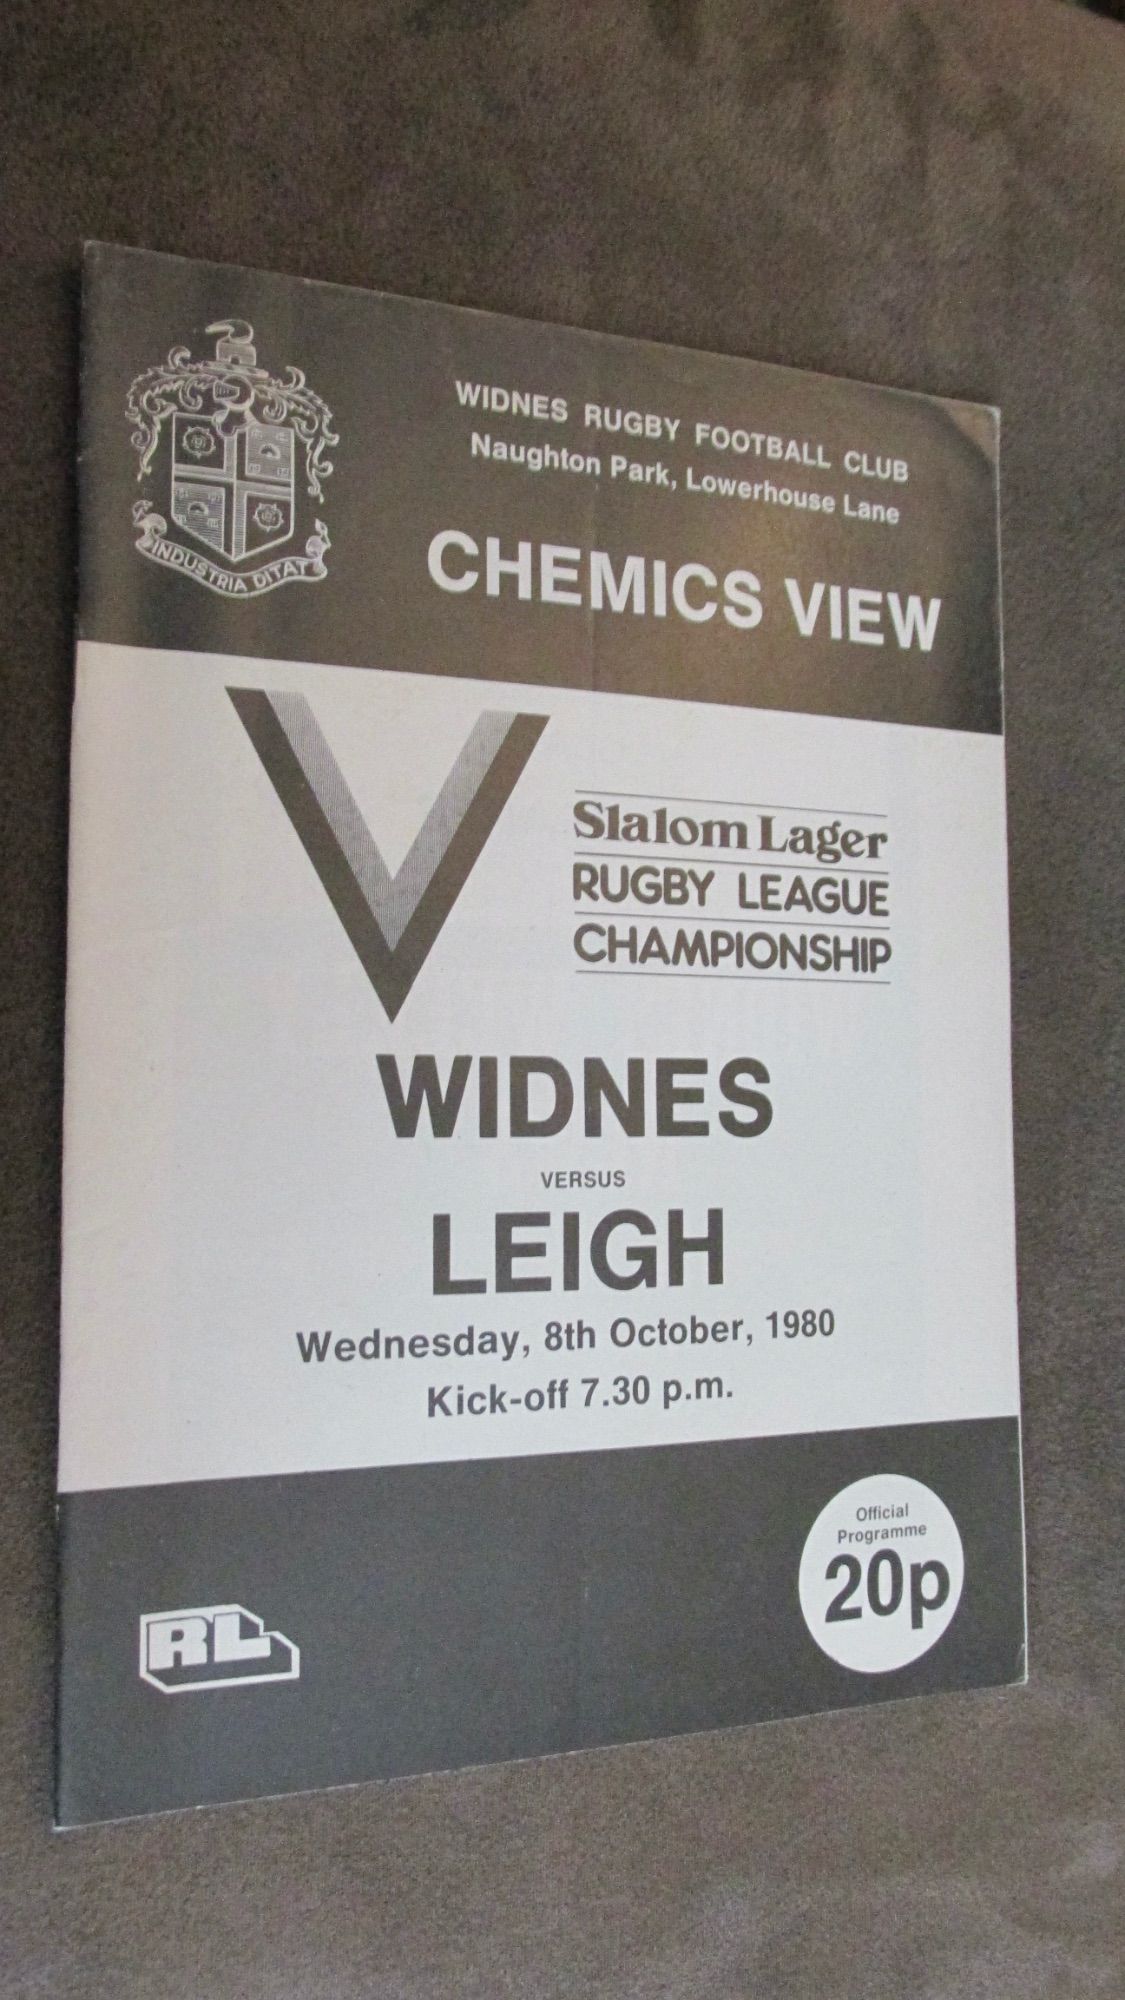 WIDNES RUGBY FOOTBALL CLUB
Naughton Park, Lowerhouse Lane
CHEMICS VIEW
INDUSTRIA DITAT
Slalom Lager
RUGBY LEAGUE
CHAMPIONSHIP
WIDNES
VERSUS
LEIGH
Wednesday, 8th October, 1980
Kick-off 7.30 p.m.
Official
Programme
20p
RL